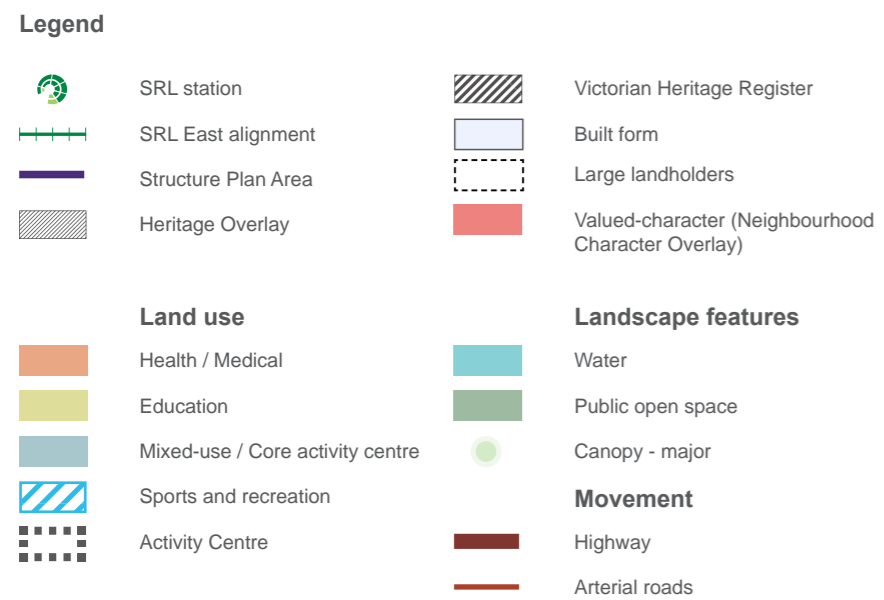 Legend
SRL station
SRL East alignment
Structure Plan Area
Heritage Overlay
Victorian Heritage Register
Built form
Large landholders
Valued-character (Neighbourhood
Character Overlay)
Land use
Health / Medical
Education
Mixed-use / Core activity centre
Sports and recreation
Activity Centre
Landscape features
Water
Public open space
Canopy - major
Movement
Highway
Arterial roads